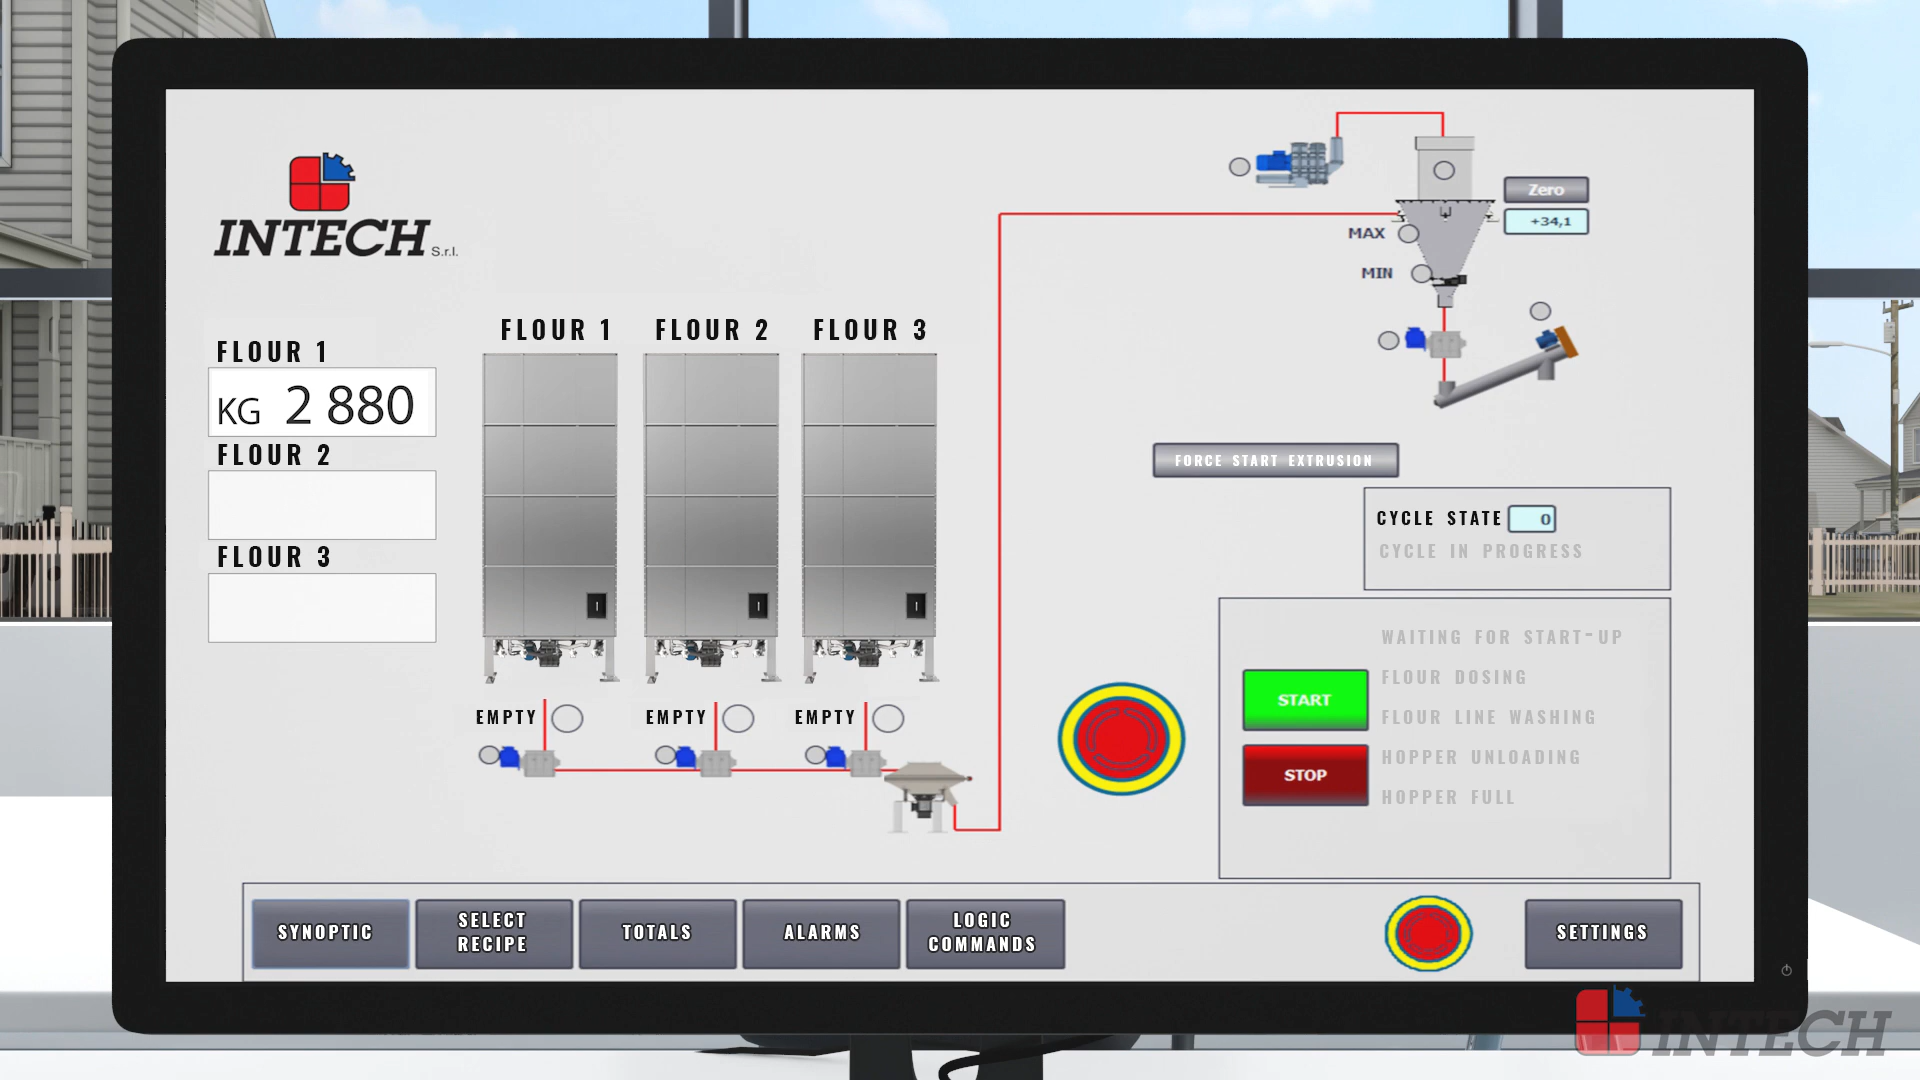 INTECH S.r.l.
Zero
+34,1
MAX
MIN
FLOUR 1
FLOUR 2
FLOUR 3
FLOUR 1
KG 2 880
FLOUR 2
FLOUR 3
FORCE START EXTRUSION
CYCLE STATE 0
CYCLE IN PROGRESS
WAITING FOR START-UP
FLOUR DOSING
START
FLOUR LINE WASHING
HOPPER UNLOADING
STOP
HOPPER FULL
EMPTY
EMPTY
EMPTY
SYNOPTIC
SELECT
RECIPE
TOTALS
ALARMS
LOGIC
COMMANDS
SETTINGS
INTECH